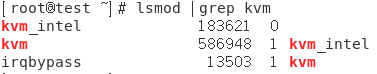 [root@test ~]# lsmod |grep kvm
kvm_intel 183621 0
kvm 586948 1 kvm_intel
irqbypass 13503 1 kvm